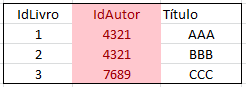 IdLivro IdAutor Título
1 4321 AAA
2 4321 BBB
3 7689 CCC